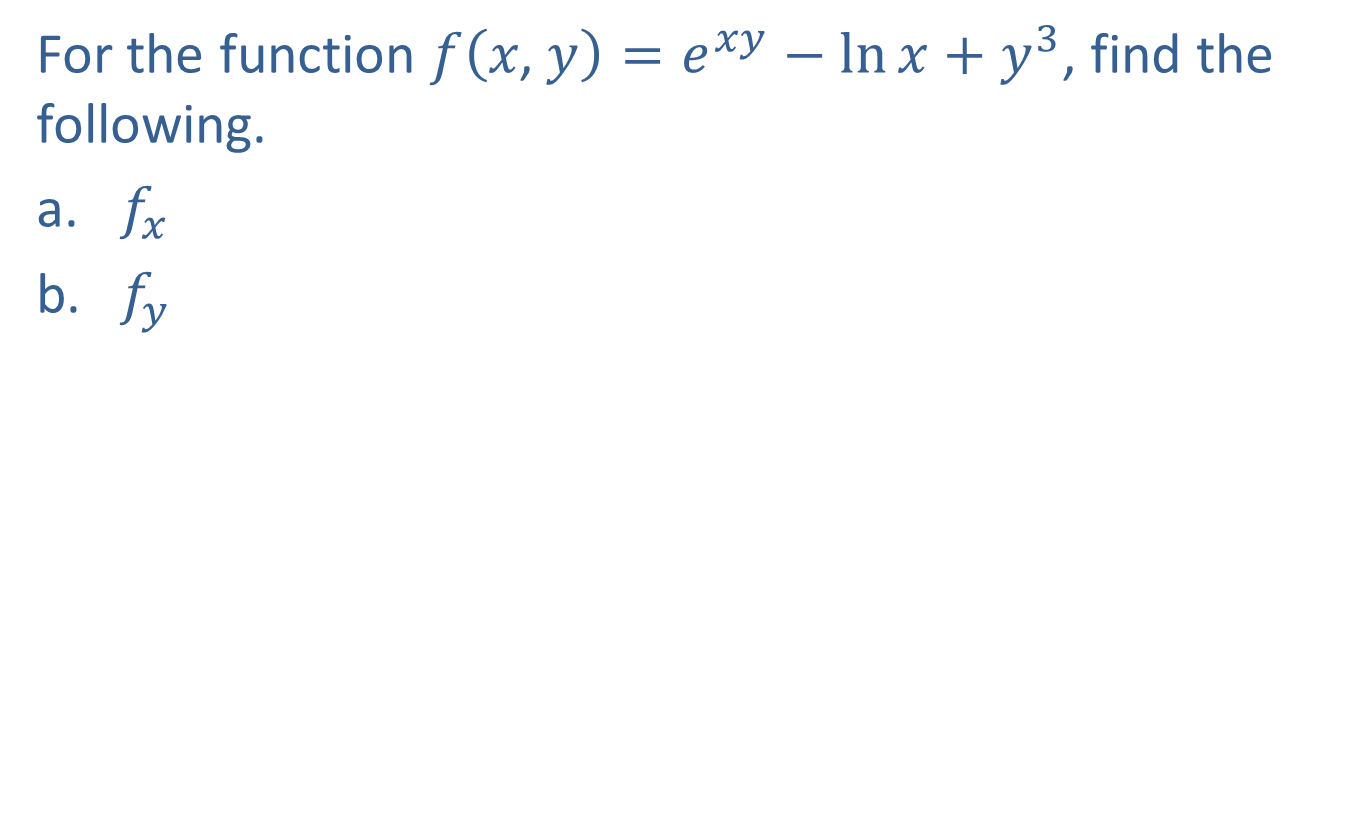 For the function f(x, y) = e^{xy} − ln x + y^3, find the
following.
a. f_x
b. f_y